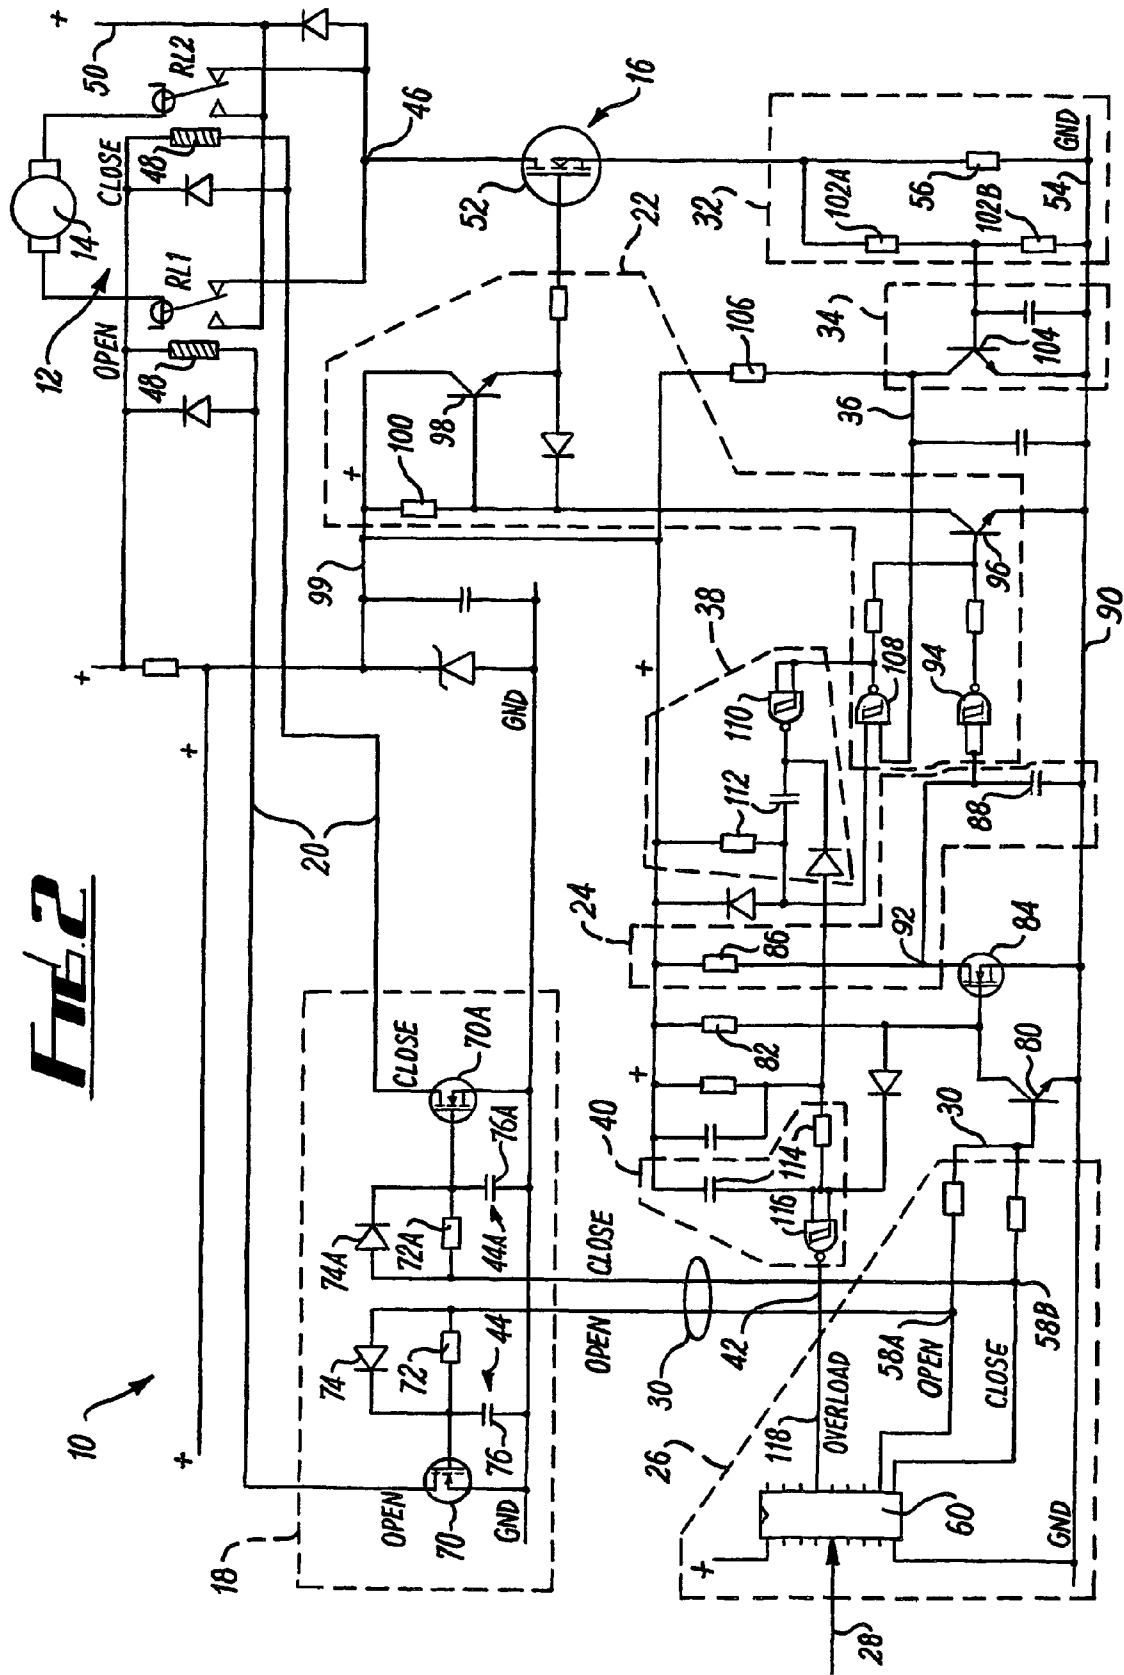 FIG. 2
10
12
14
16
18
20
22
24
26
28
30
30
32
34
36
38
40
42
44
44A
46
48
48
50
52
54
56
58A
58B
60
70
70A
72
72A
74
74A
76
76A
80
82
84
86
88
90
92
94
96
98
99
100
102A
102B
104
106
108
110
112
114
116
118
RL1
RL2
OPEN
CLOSE
OPEN
CLOSE
OPEN
CLOSE
OPEN
CLOSE
OVERLOAD
GND
GND
GND
GND
+
+
+
+
+
+
+
+